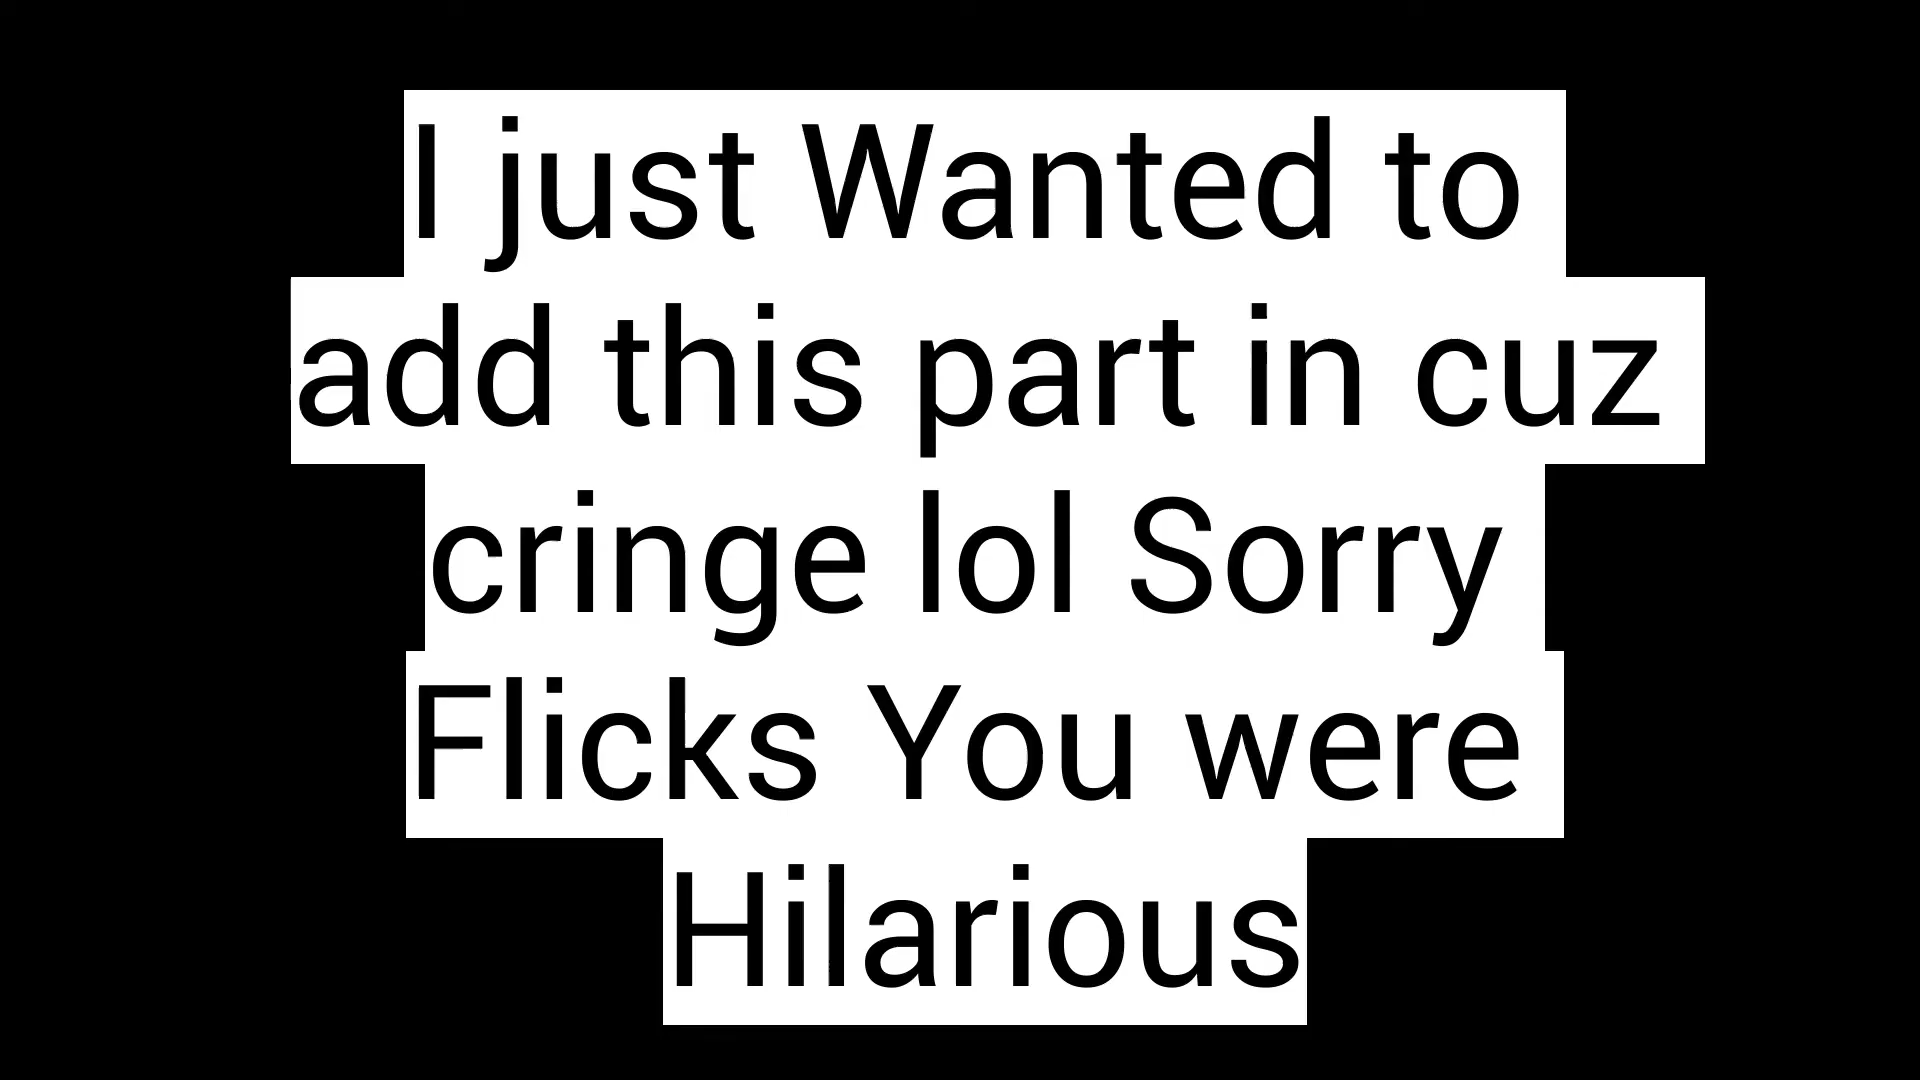 I just Wanted to
add this part in cuz
cringe lol Sorry
Flicks You were
Hilarious